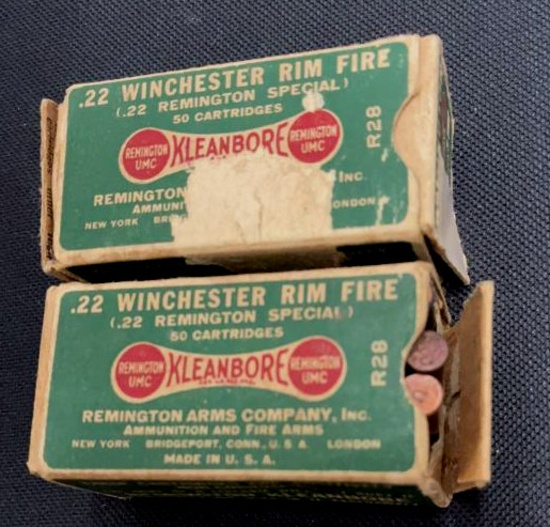 .22 WINCHESTER RIM FIRE
(.22 REMINGTON SPECIAL)
50 CARTRIDGES
REMINGTON UMC KLEANBORE REMINGTON UMC
R28
REMINGTON INC.
NEW YORK
.22 WINCHESTER RIM FIRE
(.22 REMINGTON SPECIAL)
50 CARTRIDGES
REMINGTON UMC KLEANBORE REMINGTON UMC
R28
REMINGTON ARMS COMPANY, INC.
AMMUNITION AND FIRE ARMS
NEW YORK BRIDGEPORT, CONN., U.S.A. LONDON
MADE IN U.S.A.